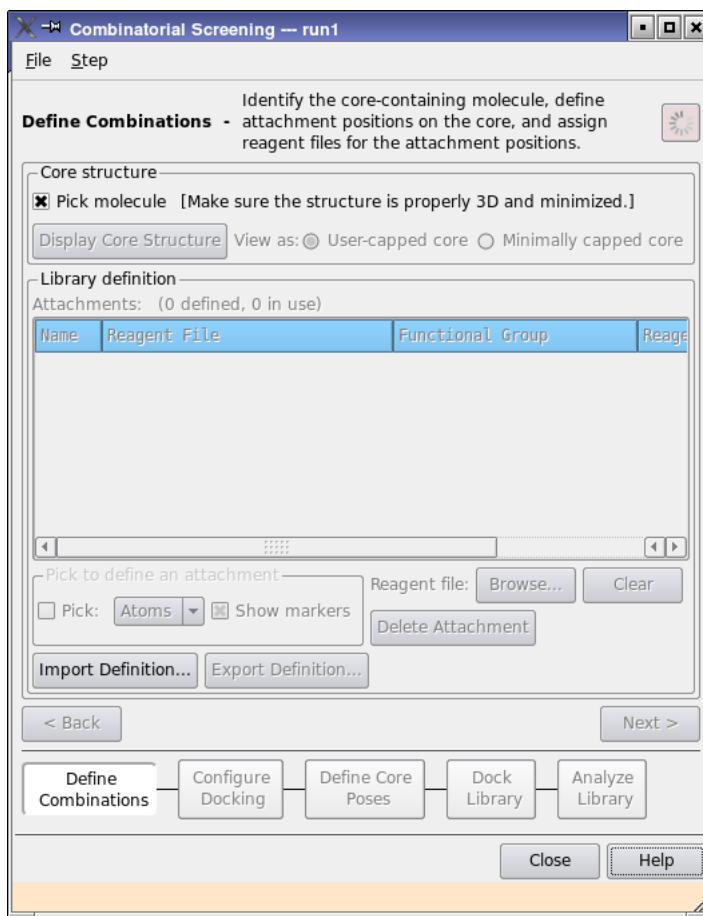 Combinatorial Screening --- run1
File Step
Define Combinations - Identify the core-containing molecule, define
attachment positions on the core, and assign
reagent files for the attachment positions.
Core structure
Pick molecule [Make sure the structure is properly 3D and minimized.]
Display Core Structure View as: User-capped core Minimally capped core
Library definition
Attachments: (0 defined, 0 in use)
Name Reagent File Functional Group Reage
Pick to define an attachment
Reagent file: Browse... Clear
Pick: Atoms Show markers
Delete Attachment
Import Definition... Export Definition...
< Back Next >
Define
Combinations
Configure
Docking
Define Core
Poses
Dock
Library
Analyze
Library
Close Help